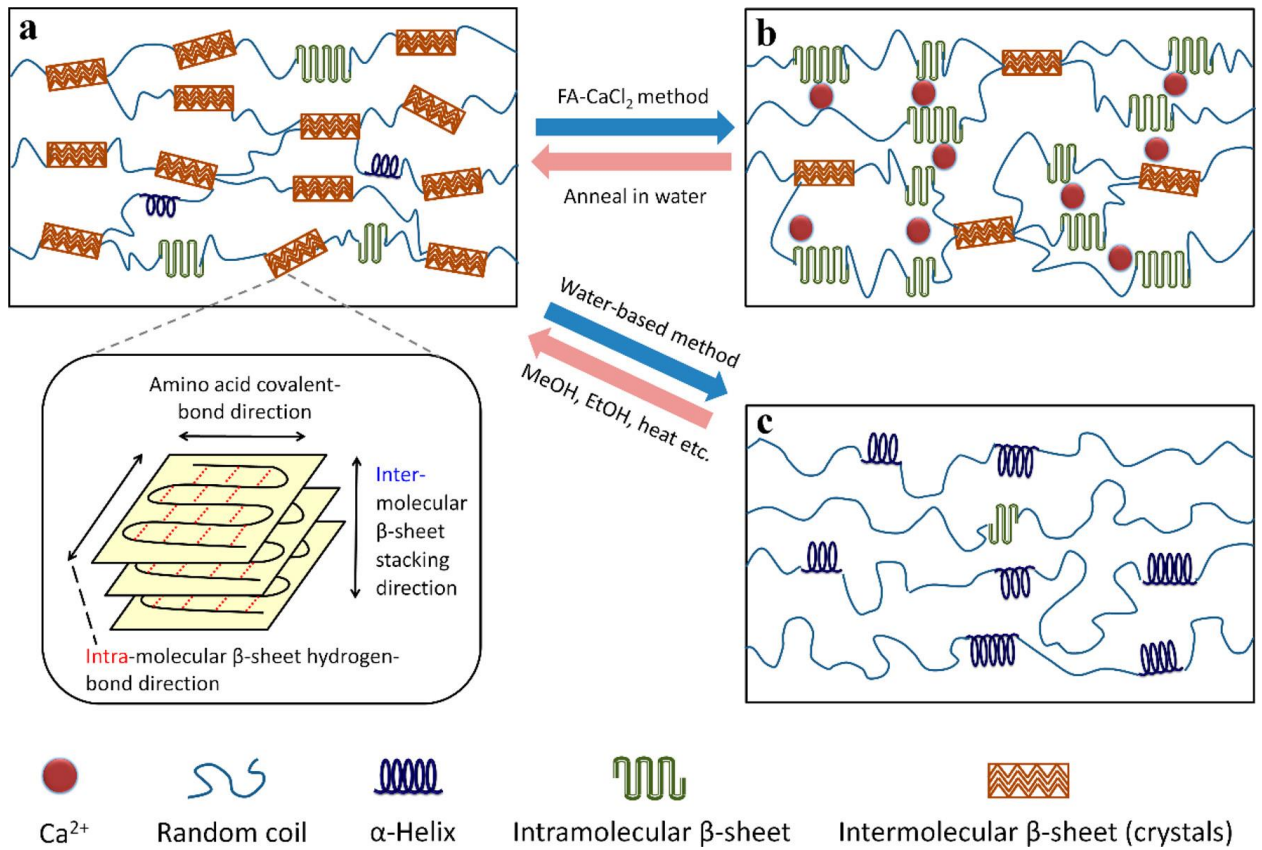 a
b
FA-CaCl₂ method
Anneal in water
Water-based method
MeOH, EtOH, heat etc.
Amino acid covalent-
bond direction
Inter-
molecular
β-sheet
stacking
direction
Intra-molecular β-sheet hydrogen-
bond direction
c
Ca²⁺
Random coil
α-Helix
Intramolecular β-sheet
Intermolecular β-sheet (crystals)